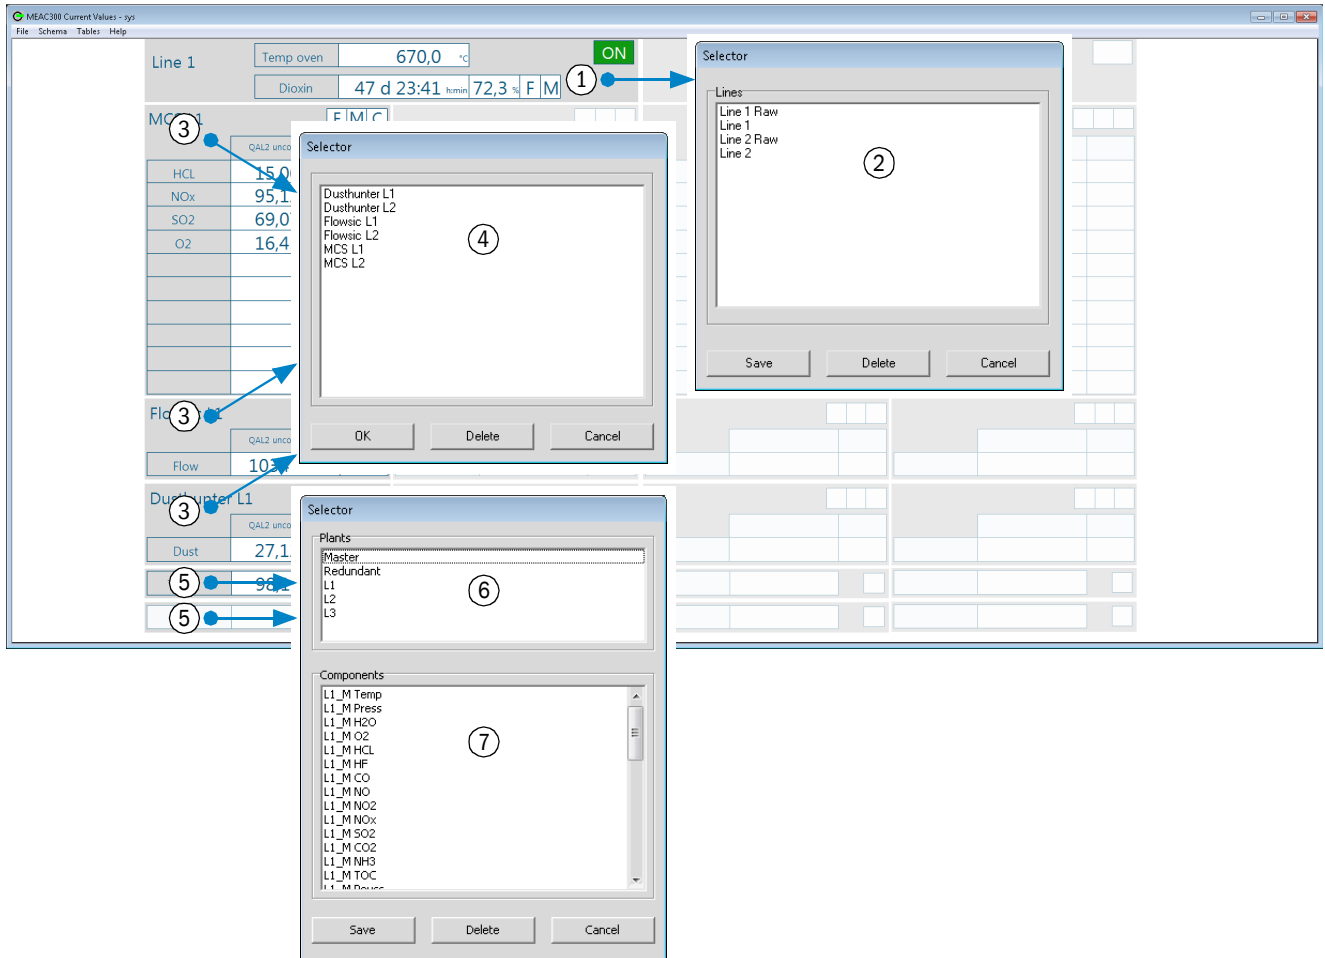 MEAC300 Current Values - sys
File Schema Tables Help
Line 1
Temp oven 670,0 °C
ON
Dioxin 47 d 23:41 h:min 72,3 % F M
1
F M C
3
QAL2 unco
HCL 15,0
NOx 95,1
SO2 69,0
O2 16,4
3
QAL2 unco
Flow
Dusthunter L1
3
QAL2 unco
Dust 27,1
5
5
Selector
Lines
Line 1 Raw
Line 1
Line 2 Raw
Line 2
2
Save Delete Cancel
Selector
Dusthunter L1
Dusthunter L2
Flowsic L1
Flowsic L2
MCS L1
MCS L2
4
OK Delete Cancel
Selector
Plants
Master
Redundant
L1
L2
L3
6
Components
L1_M Temp
L1_M Press
L1_M H2O
L1_M O2
L1_M HCL
L1_M HF
L1_M CO
L1_M NO
L1_M NO2
L1_M NOx
L1_M SO2
L1_M CO2
L1_M NH3
L1_M TOC
7
Save Delete Cancel